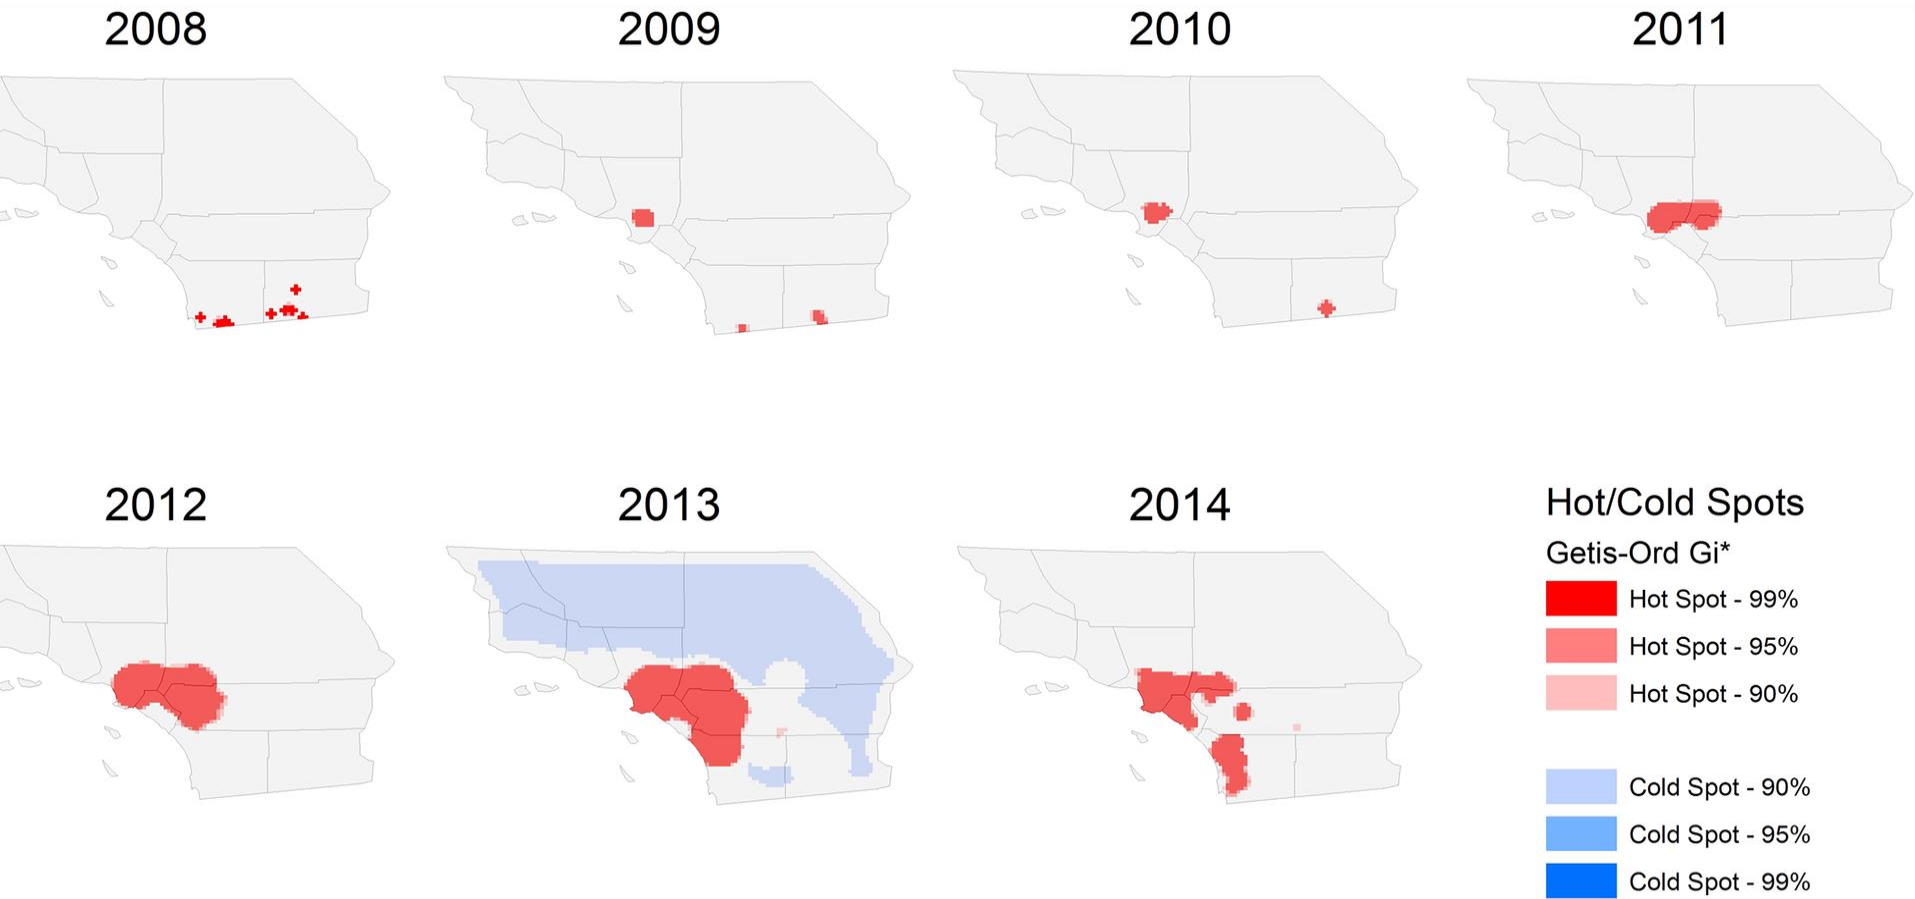 2008
2009
2010
2011
2012
2013
2014
Hot/Cold Spots
Getis-Ord Gi*
Hot Spot - 99%
Hot Spot - 95%
Hot Spot - 90%
Cold Spot - 90%
Cold Spot - 95%
Cold Spot - 99%